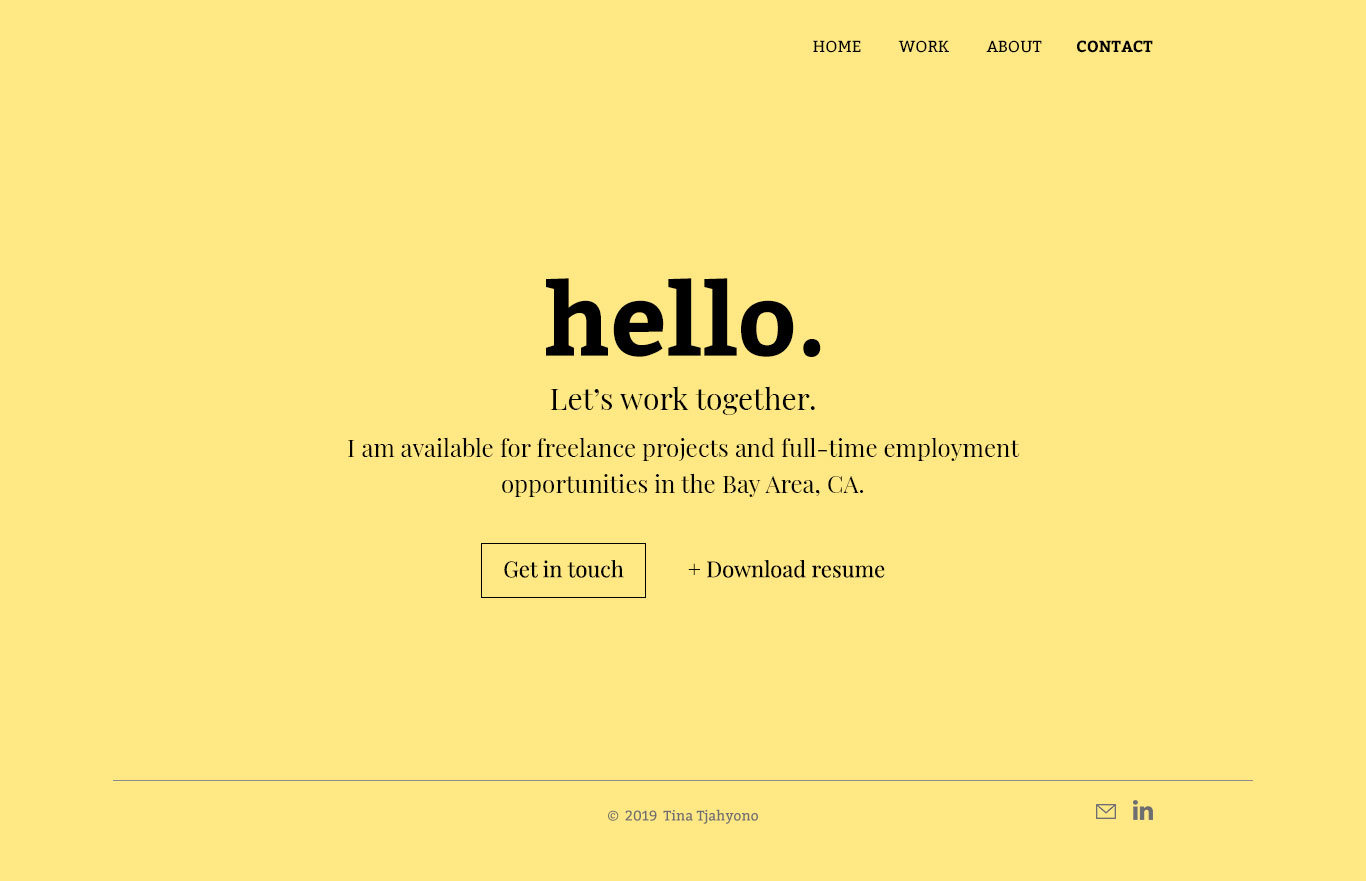 HOME WORK ABOUT CONTACT
hello.
Let’s work together.
I am available for freelance projects and full-time employment
opportunities in the Bay Area, CA.
Get in touch + Download resume
© 2019 Tina Tjahyono in